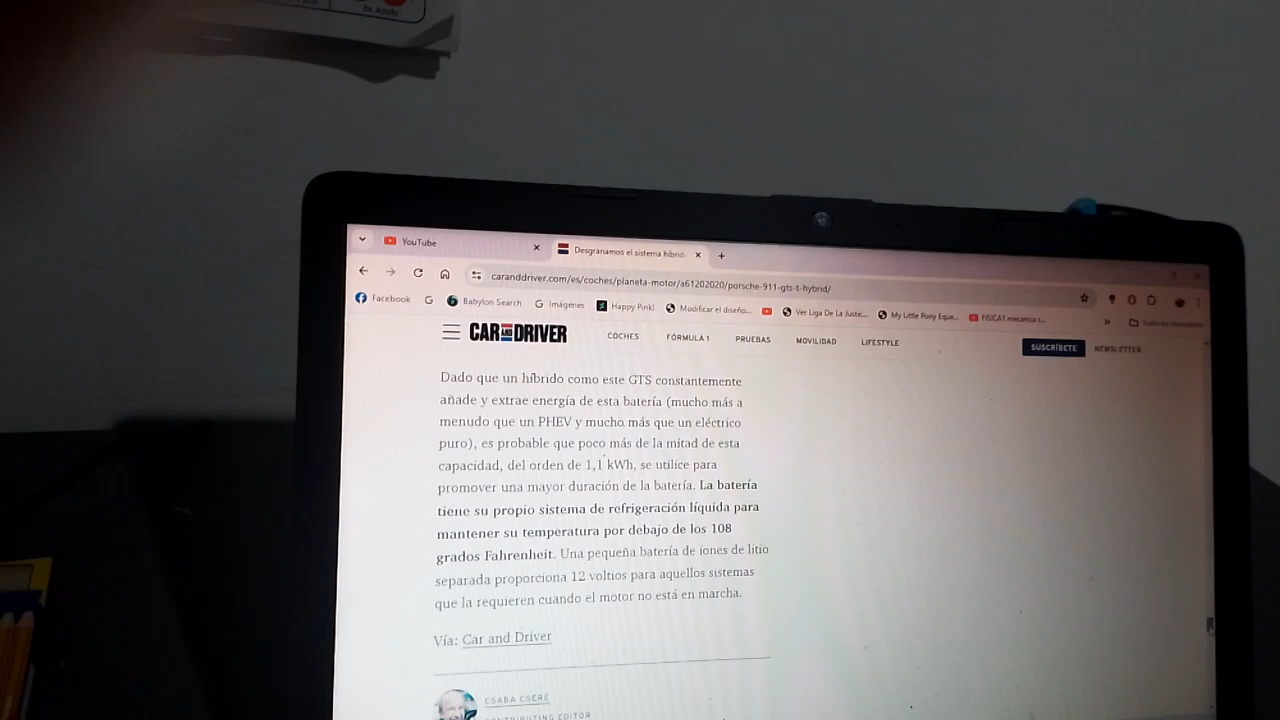 Dr. Adolfo
YouTube
Desgranamos el sistema híbrid
caranddriver.com/es/coches/planeta-motor/a61202020/porsche-911-gts-t-hybrid/
Facebook
Babylon Search
Imágenes
Happy Pink!
Modificar el diseño...
Ver Liga De La Justic...
My Little Pony Eque...
FISICA1 mecanica r...
Todos los marcadores
CAR AND DRIVER
COCHES
FÓRMULA 1
PRUEBAS
MOVILIDAD
LIFESTYLE
SUSCRÍBETE
NEWSLETTER
Dado que un híbrido como este GTS constantemente
añade y extrae energía de esta batería (mucho más a
menudo que un PHEV y mucho más que un eléctrico
puro), es probable que poco más de la mitad de esta
capacidad, del orden de 1,1 kWh, se utilice para
promover una mayor duración de la batería. La batería
tiene su propio sistema de refrigeración líquida para
mantener su temperatura por debajo de los 108
grados Fahrenheit. Una pequeña batería de iones de litio
separada proporciona 12 voltios para aquellos sistemas
que la requieren cuando el motor no está en marcha.
Vía: Car and Driver
CSABA CSERE
CONTRIBUTING EDITOR